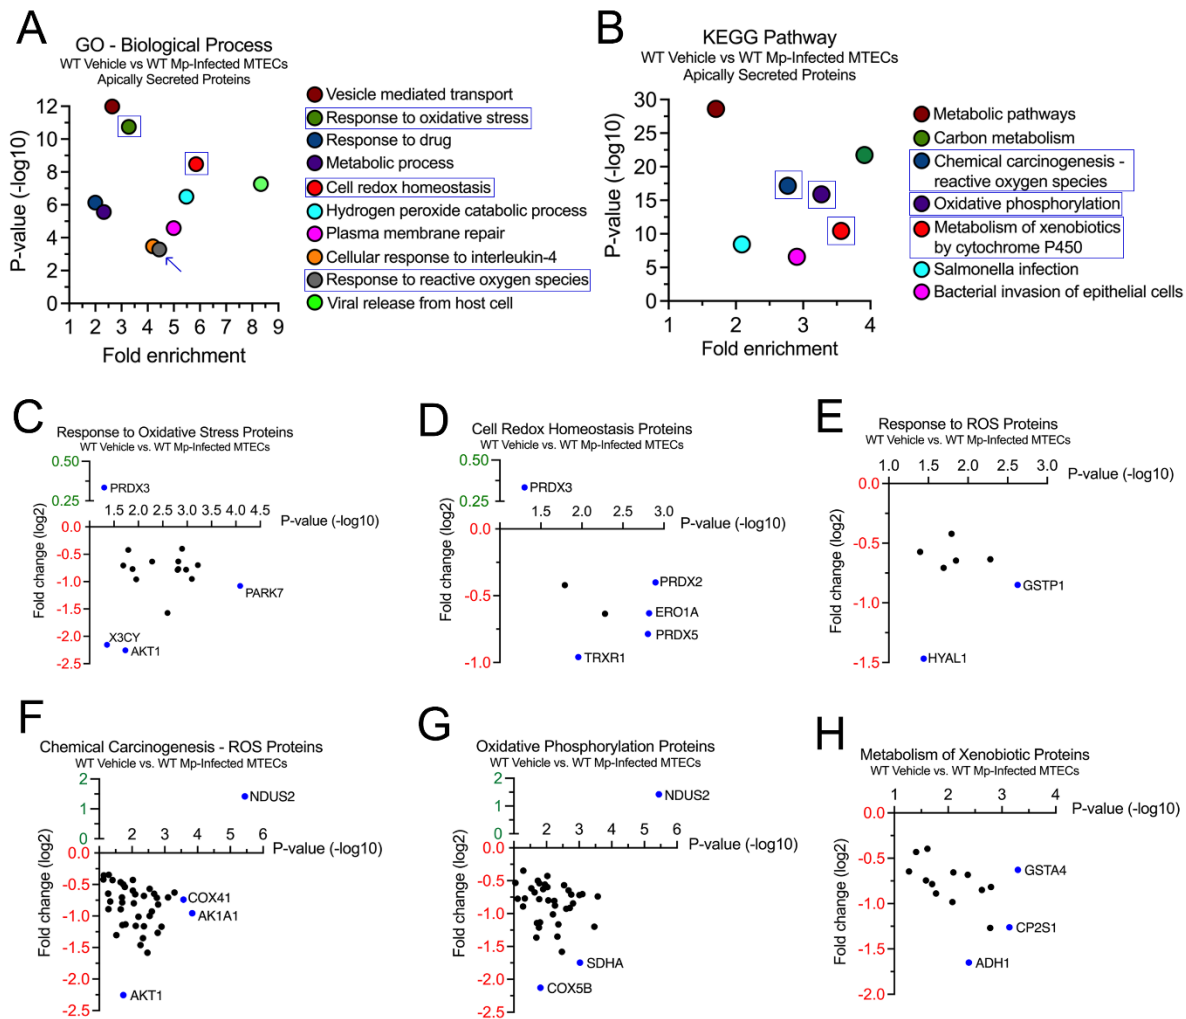 A
GO - Biological Process
WT Vehicle vs WT Mp-Infected MTECs
Apically Secreted Proteins
P-value (-log10)
12
10
8
6
4
2
0
1 2 3 4 5 6 7 8 9
Fold enrichment
Vesicle mediated transport
Response to oxidative stress
Response to drug
Metabolic process
Cell redox homeostasis
Hydrogen peroxide catabolic process
Plasma membrane repair
Cellular response to interleukin-4
Response to reactive oxygen species
Viral release from host cell
B
KEGG Pathway
WT Vehicle vs WT Mp-Infected MTECs
Apically Secreted Proteins
P-value (-log10)
30
25
20
15
10
5
0
1 2 3 4
Fold enrichment
Metabolic pathways
Carbon metabolism
Chemical carcinogenesis -
reactive oxygen species
Oxidative phosphorylation
Metabolism of xenobiotics
by cytochrome P450
Salmonella infection
Bacterial invasion of epithelial cells
C
Response to Oxidative Stress Proteins
WT Vehicle vs. WT Mp-Infected MTECs
0.50
0.25
PRDX3
1.5 2.0 2.5 3.0 3.5 4.0 4.5
P-value (-log10)
Fold change (log2)
0.0
-0.5
-1.0
-1.5
-2.0
-2.5
PARK7
X3CY
AKT1
D
Cell Redox Homeostasis Proteins
WT Vehicle vs. WT Mp-Infected MTECs
0.50
0.25
PRDX3
1.5 2.0 2.5 3.0
P-value (-log10)
Fold change (log2)
0.0
-0.5
-1.0
PRDX2
ERO1A
PRDX5
TRXR1
E
Response to ROS Proteins
WT Vehicle vs. WT Mp-Infected MTECs
1.0 1.5 2.0 2.5 3.0
P-value (-log10)
Fold change (log2)
0.0
-0.5
-1.0
-1.5
GSTP1
HYAL1
F
Chemical Carcinogenesis - ROS Proteins
WT Vehicle vs. WT Mp-Infected MTECs
2
1
0
NDUS2
2 3 4 5 6
P-value (-log10)
Fold change (log2)
0.0
-0.5
-1.0
-1.5
-2.0
-2.5
COX41
AK1A1
AKT1
G
Oxidative Phosphorylation Proteins
WT Vehicle vs. WT Mp-Infected MTECs
2
1
0
NDUS2
2 3 4 5 6
P-value (-log10)
Fold change (log2)
0.0
-0.5
-1.0
-1.5
-2.0
-2.5
SDHA
COX5B
H
Metabolism of Xenobiotic Proteins
WT Vehicle vs. WT Mp-Infected MTECs
1 2 3 4
P-value (-log10)
Fold change (log2)
0.0
-0.5
-1.0
-1.5
-2.0
GSTA4
CP2S1
ADH1